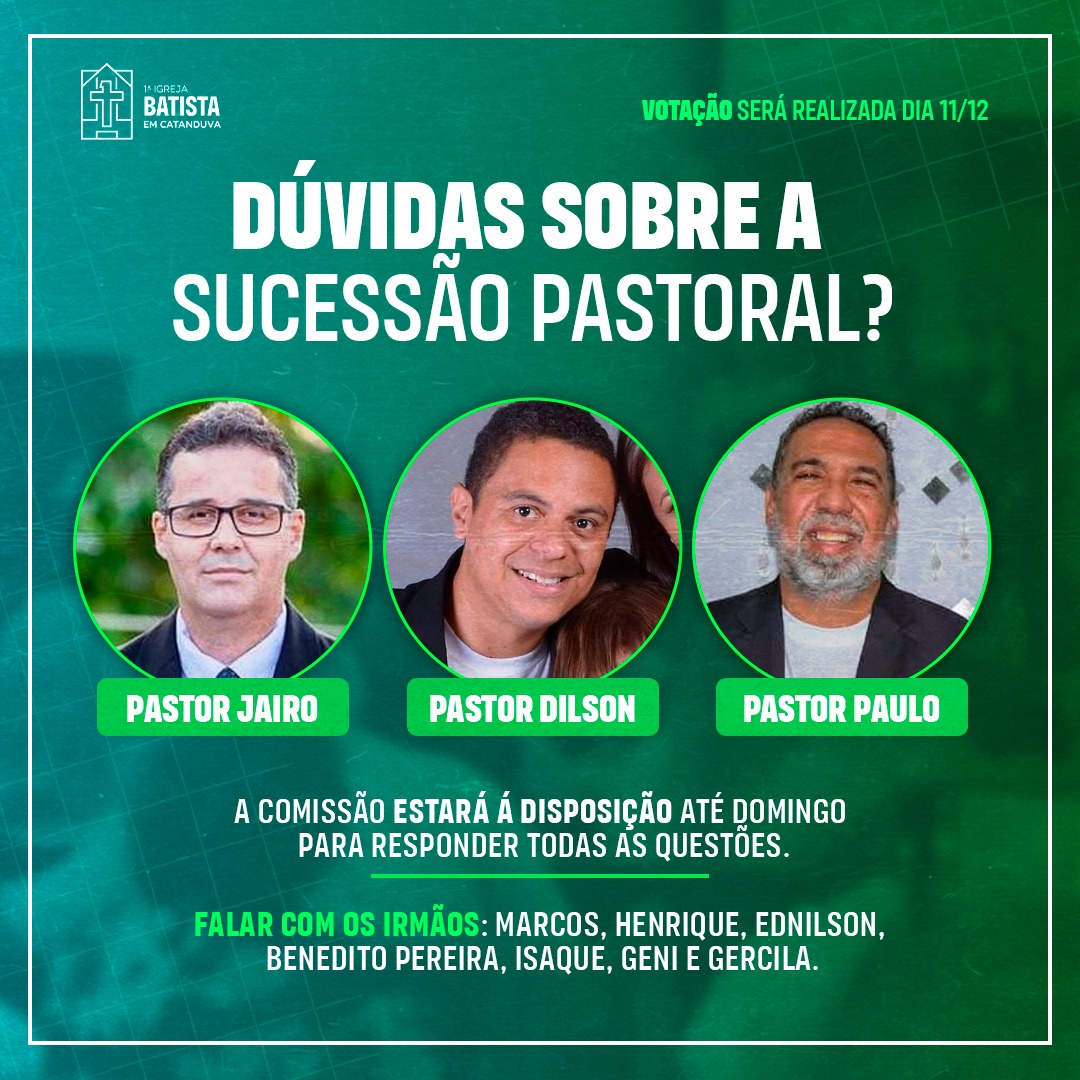 1ª IGREJA
BATISTA
EM CATANDUVA
VOTAÇÃO SERÁ REALIZADA DIA 11/12
DÚVIDAS SOBRE A
SUCESSÃO PASTORAL?
PASTOR JAIRO
PASTOR DILSON
PASTOR PAULO
A COMISSÃO ESTARÁ Á DISPOSIÇÃO ATÉ DOMINGO
PARA RESPONDER TODAS AS QUESTÕES.
FALAR COM OS IRMÃOS: MARCOS, HENRIQUE, EDNILSON,
BENEDITO PEREIRA, ISAQUE, GENI E GERCILA.